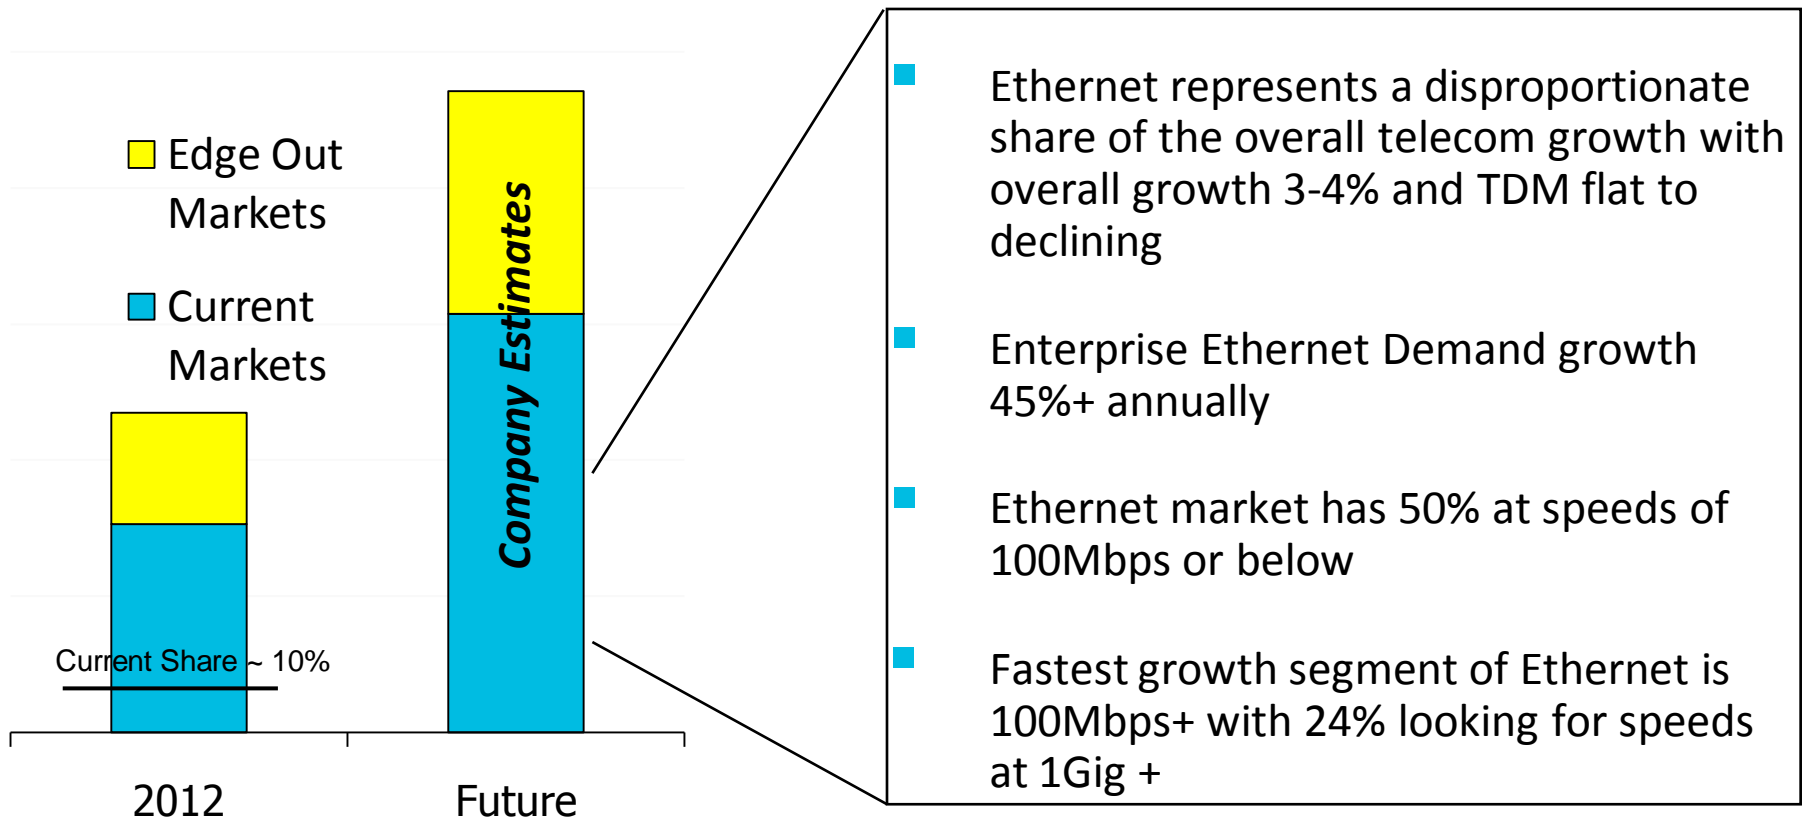 Edge Out
Markets
Current
Markets
Company Estimates
Current Share ~ 10%
2012
Future
Ethernet represents a disproportionate
share of the overall telecom growth with
overall growth 3-4% and TDM flat to
declining
Enterprise Ethernet Demand growth
45%+ annually
Ethernet market has 50% at speeds of
100Mbps or below
Fastest growth segment of Ethernet is
100Mbps+ with 24% looking for speeds
at 1Gig +